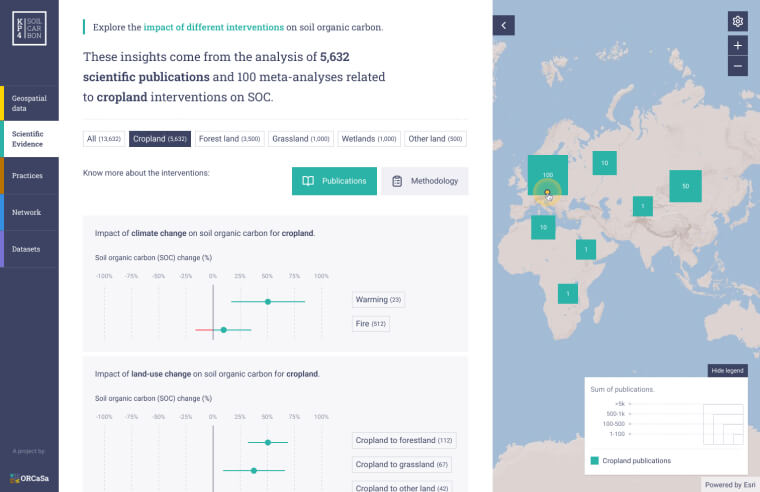 KP4
SOIL CARBON
Geospatial data
Scientific Evidence
Practices
Network
Datasets
A project by
ORCaSa
Explore the impact of different interventions on soil organic carbon.
These insights come from the analysis of 5,632
scientific publications and 100 meta-analyses related
to cropland interventions on SOC.
All (13,632)
Cropland (5,632)
Forest land (3,500)
Grassland (1,000)
Wetlands (1,000)
Other land (500)
Know more about the interventions:
Publications
Methodology
Impact of climate change on soil organic carbon for cropland.
Soil organic carbon (SOC) change (%)
-100% -75% -50% -25% 0% 25% 50% 75% 100%
Warming (23)
Fire (512)
Impact of land-use change on soil organic carbon for cropland.
Soil organic carbon (SOC) change (%)
-100% -75% -50% -25% 0% 25% 50% 75% 100%
Cropland to forestland (112)
Cropland to grassland (67)
Cropland to other land (42)
10
100
50
1
10
1
1
Hide legend
Sum of publications.
>5k
500-1k
100-500
1-100
Cropland publications
Powered by Esri